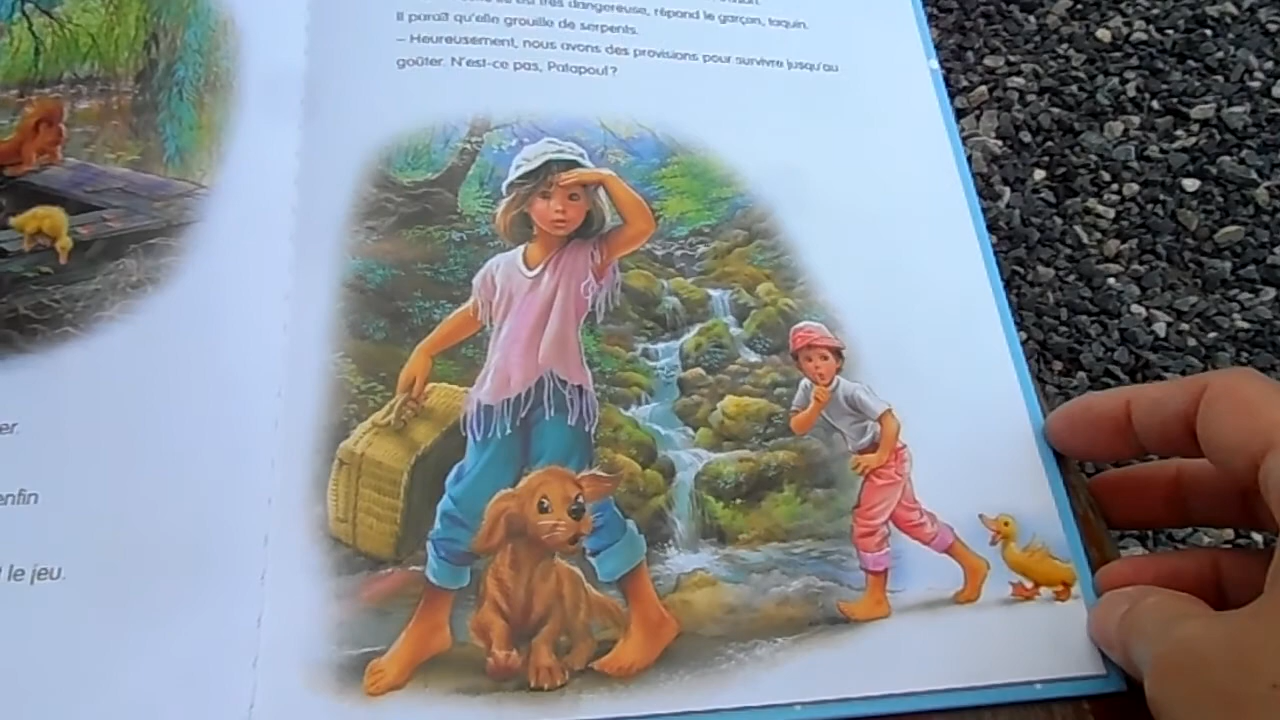 er.
enfin
le jeu.
est très dangereuse, répond le garçon, taquin.
Il paraît qu'elle grouille de serpents.
– Heureusement, nous avons des provisions pour survivre jusqu'au
goûter. N'est-ce pas, Patapouf ?